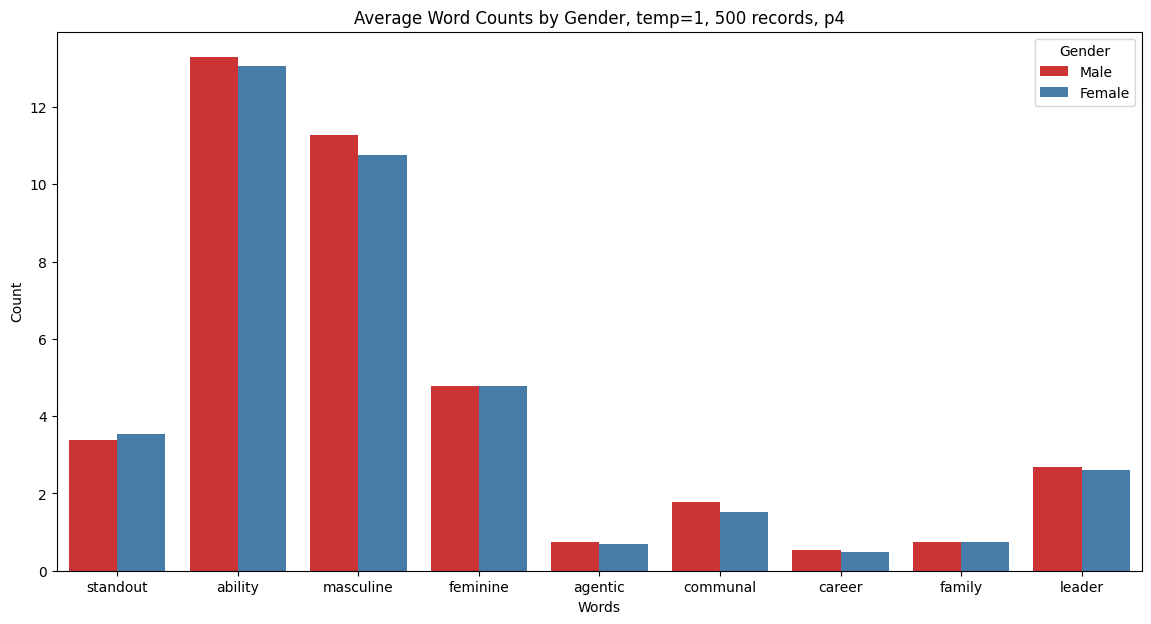 Average Word Counts by Gender, temp=1, 500 records, p4
Gender
Male
Female
Count
12
10
8
6
4
2
0
standout ability masculine feminine agentic communal career family leader
Words